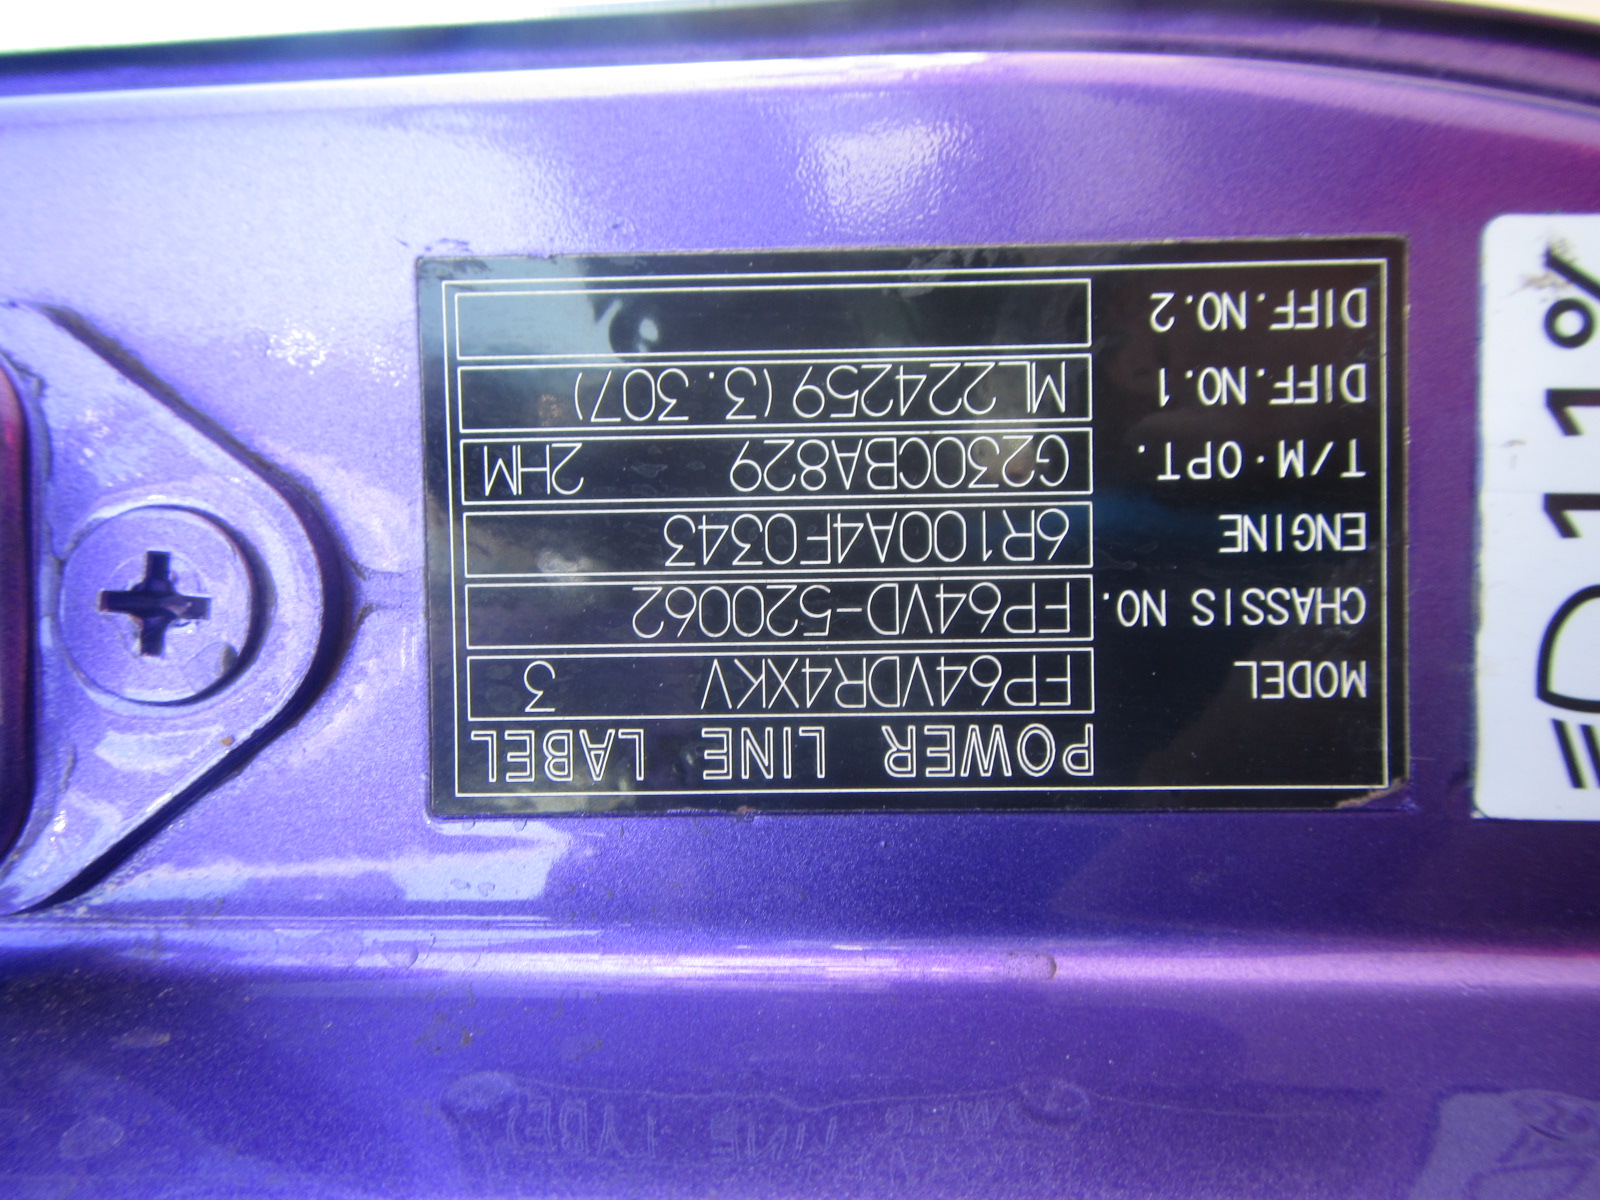 POWER LINE LABEL
MODEL FP64VDR4XKV 3
CHASSIS NO. FP64VD-520062
ENGINE 6R100A4F0343
T/M·OPT. G230CBA829 2HM
DIFF.NO.1 ML224259(3.307)
DIFF.NO.2
D11%